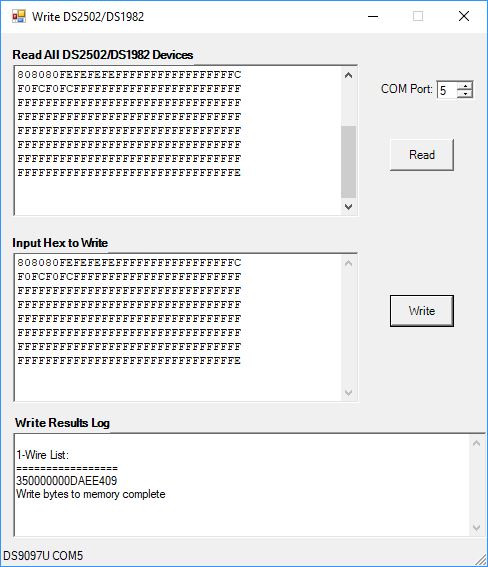 Write DS2502/DS1982
Read All DS2502/DS1982 Devices
808080FEFEFEFEFFFFFFFFFFFFFFFFFC
F0FCF0FCFFFFFFFFFFFFFFFFFFFFFFFF
FFFFFFFFFFFFFFFFFFFFFFFFFFFFFFFF
FFFFFFFFFFFFFFFFFFFFFFFFFFFFFFFF
FFFFFFFFFFFFFFFFFFFFFFFFFFFFFFFF
FFFFFFFFFFFFFFFFFFFFFFFFFFFFFFFF
FFFFFFFFFFFFFFFFFFFFFFFFFFFFFFFF
FFFFFFFFFFFFFFFFFFFFFFFFFFFFFFFE
COM Port: 5
Read
Input Hex to Write
808080FEFEFEFEFFFFFFFFFFFFFFFFFC
F0FCF0FCFFFFFFFFFFFFFFFFFFFFFFFF
FFFFFFFFFFFFFFFFFFFFFFFFFFFFFFFF
FFFFFFFFFFFFFFFFFFFFFFFFFFFFFFFF
FFFFFFFFFFFFFFFFFFFFFFFFFFFFFFFF
FFFFFFFFFFFFFFFFFFFFFFFFFFFFFFFF
FFFFFFFFFFFFFFFFFFFFFFFFFFFFFFFF
FFFFFFFFFFFFFFFFFFFFFFFFFFFFFFFE
Write
Write Results Log
1-Wire List:
=================
350000000DAEE409
Write bytes to memory complete
DS9097U COM5